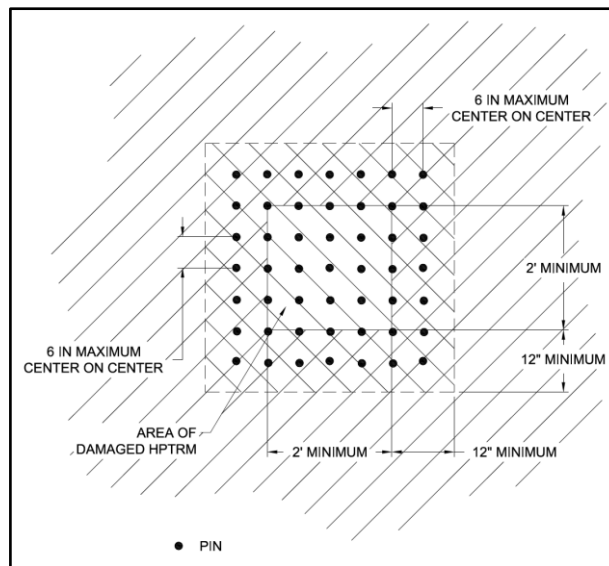 6 IN MAXIMUM
CENTER ON CENTER
2' MINIMUM
6 IN MAXIMUM
CENTER ON CENTER
12" MINIMUM
AREA OF
DAMAGED HPTRM
2' MINIMUM
12" MINIMUM
PIN